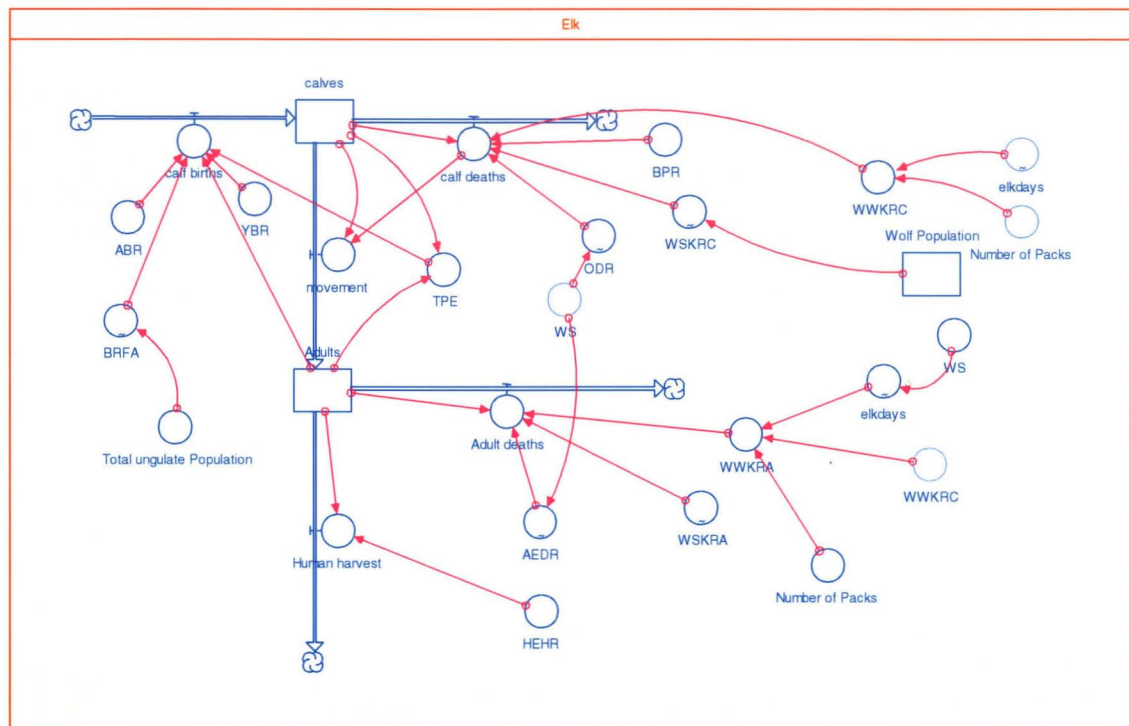 Elk
calves
calf births
calf deaths
BPR
WWKRC
elkdays
Number of Packs
Wolf Population
ABR
YBR
WSKRC
ODR
movement
TPE
WS
BRFA
Adults
WS
elkdays
Total ungulate Population
Adult deaths
WWKRA
WWKRC
AEDR
WSKRA
Human harvest
Number of Packs
HEHR